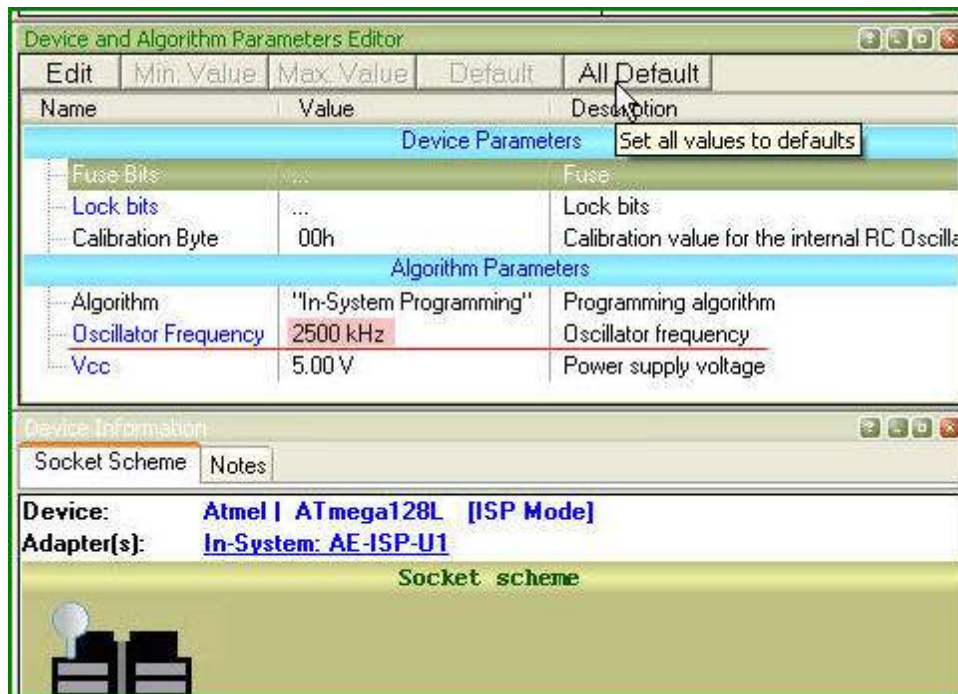 Device and Algorithm Parameters Editor
Edit Min. Value Max. Value Default All Default
Name Value Description
Device Parameters Set all values to defaults
Fuse Bits ... Fuse
Lock bits ... Lock bits
Calibration Byte 00h Calibration value for the internal RC Oscilla
Algorithm Parameters
Algorithm "In-System Programming" Programming algorithm
Oscillator Frequency 2500 kHz Oscillator frequency
Vcc 5.00 V Power supply voltage
Device Information
Socket Scheme Notes
Device: Atmel | ATmega128L [ISP Mode]
Adapter(s): In-System: AE-ISP-U1
Socket scheme